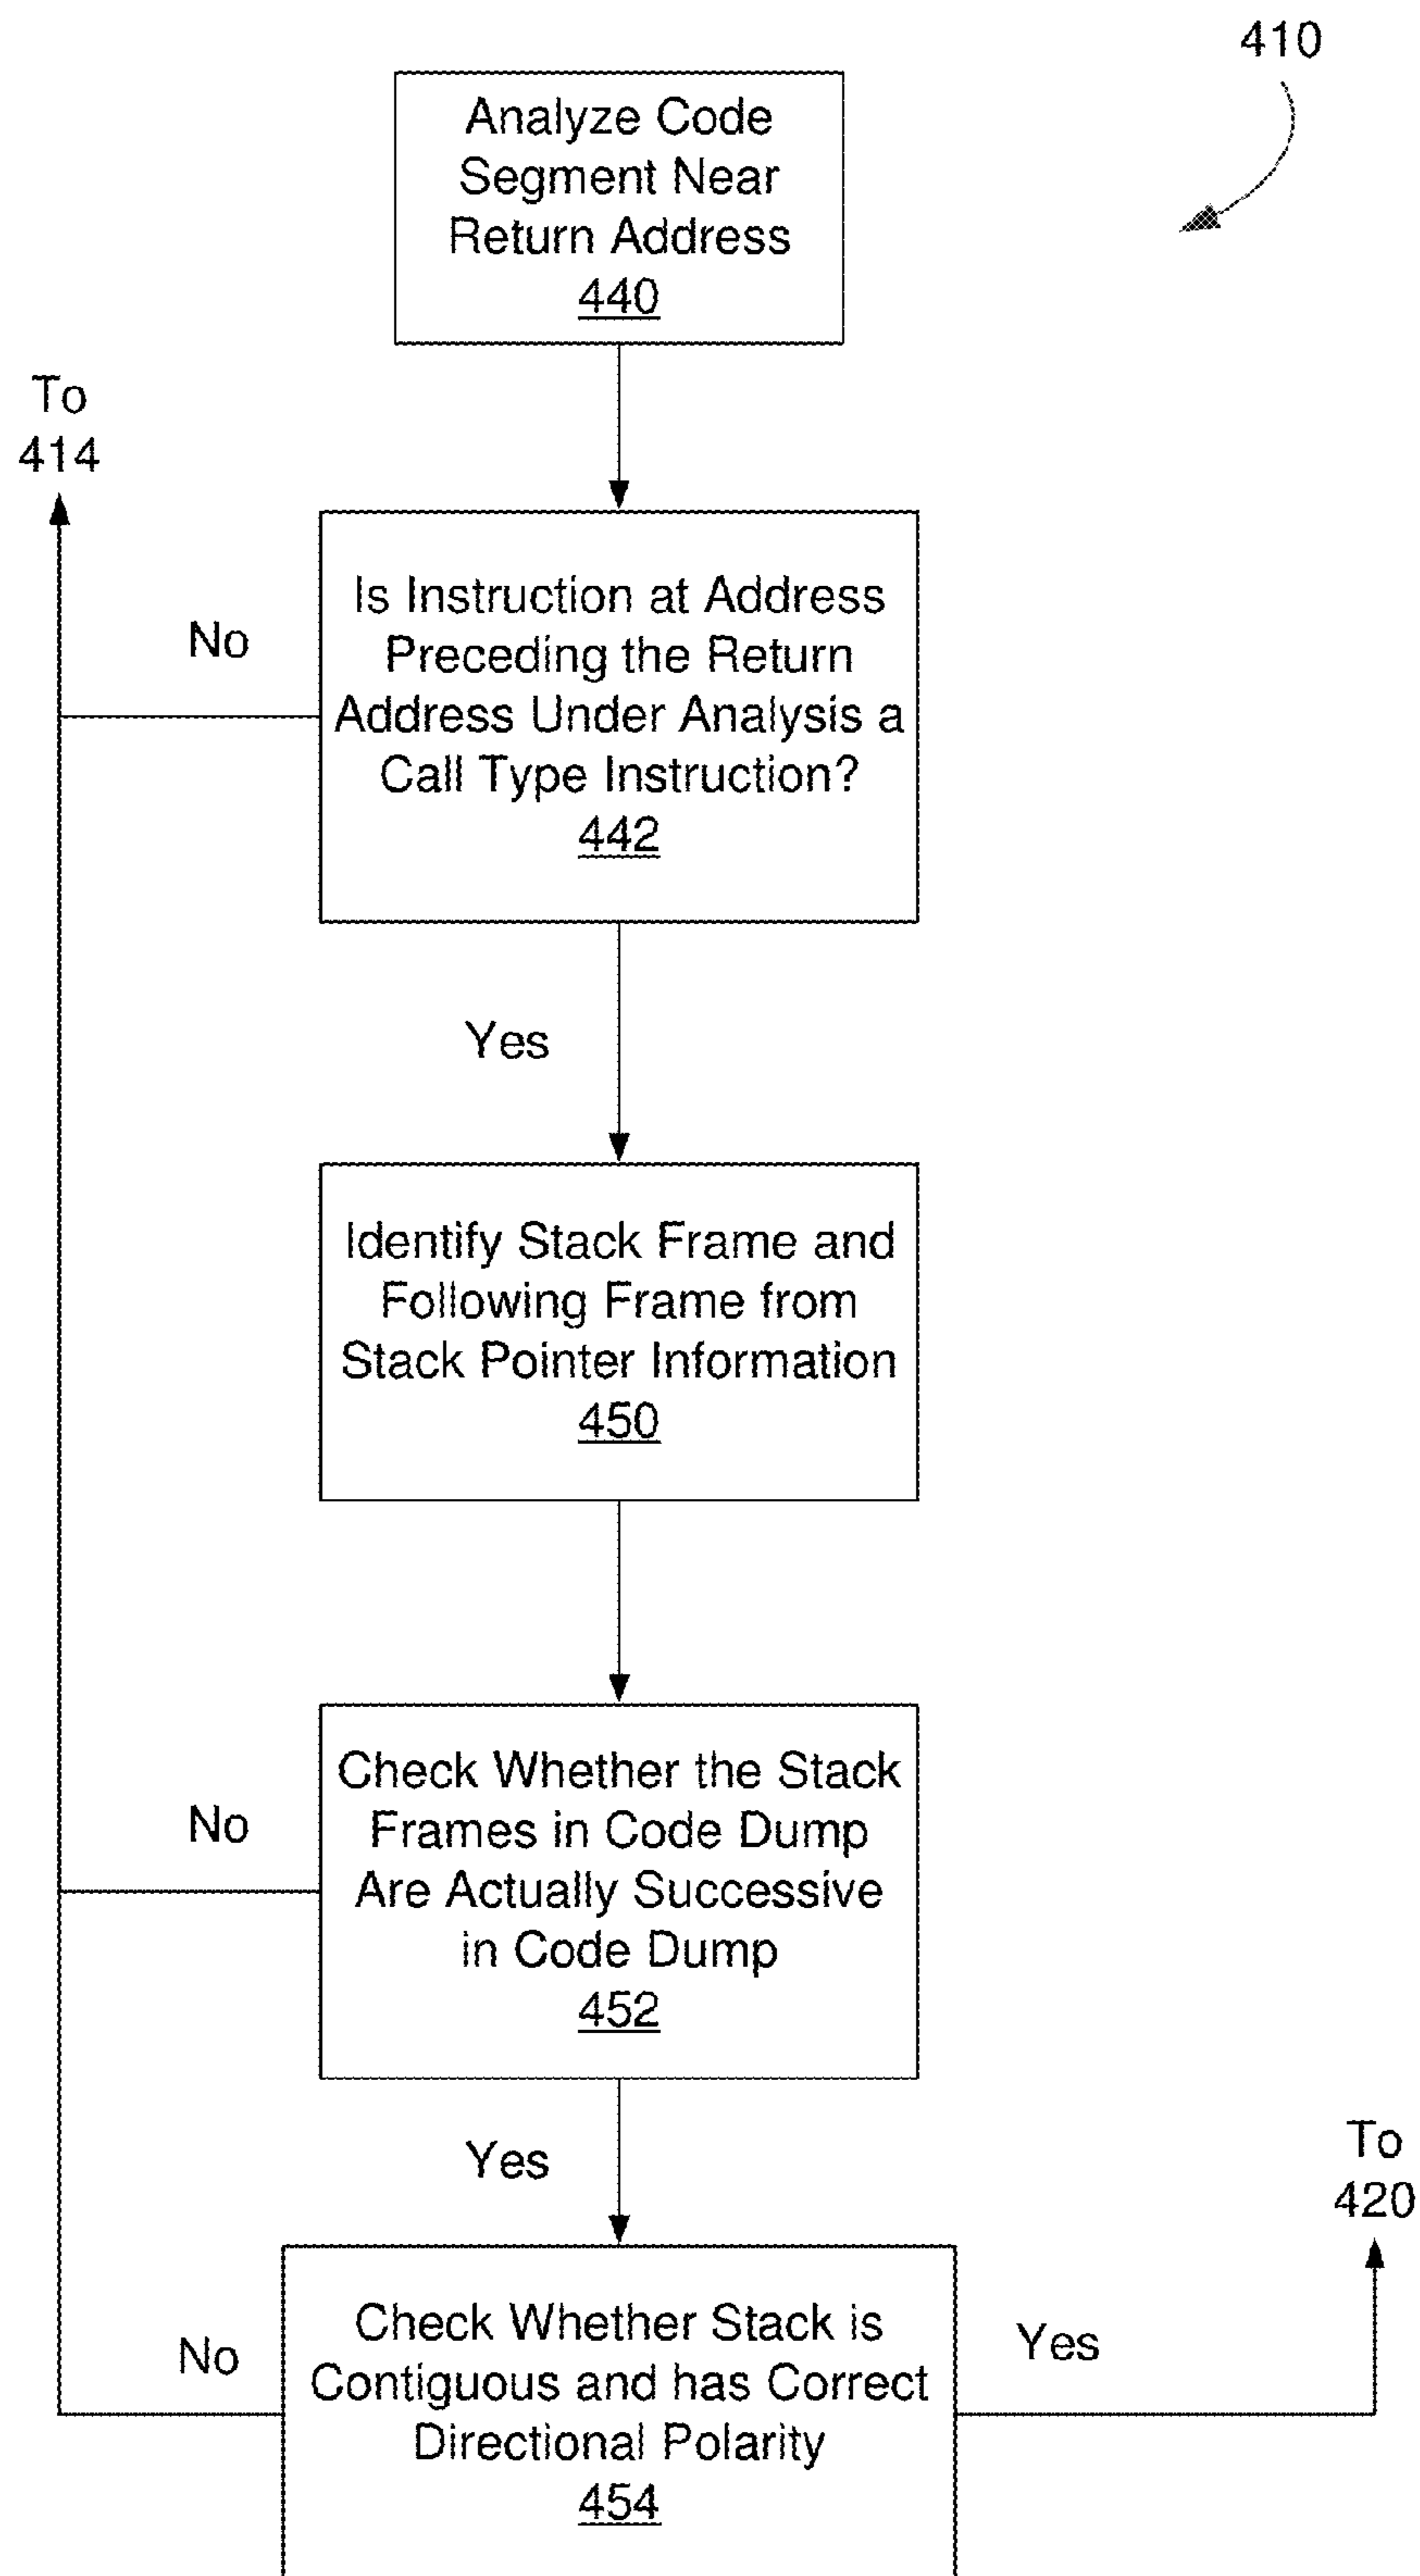 410
Analyze Code
Segment Near
Return Address
440
To
414
Is Instruction at Address
Preceding the Return
Address Under Analysis a
Call Type Instruction?
442
No
Yes
Identify Stack Frame and
Following Frame from
Stack Pointer Information
450
Check Whether the Stack
Frames in Code Dump
Are Actually Successive
in Code Dump
452
No
Yes
To
420
Check Whether Stack is
Contiguous and has Correct
Directional Polarity
454
No
Yes